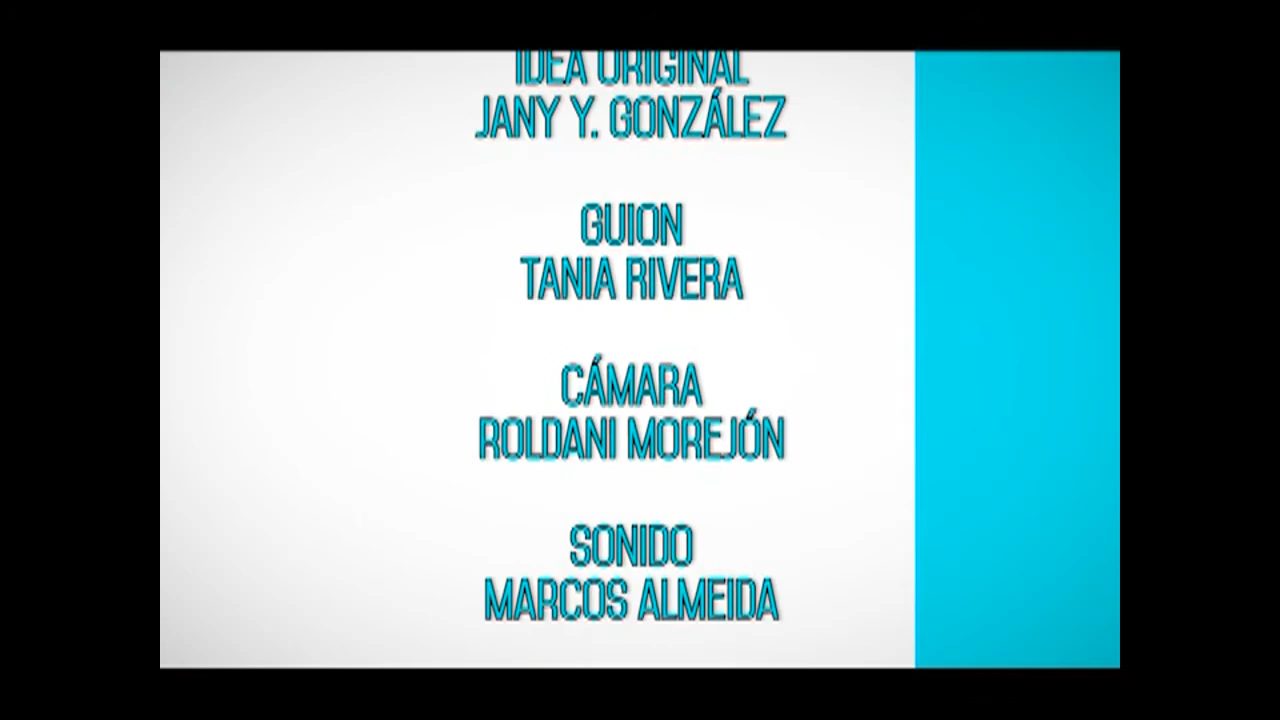 IDEA ORIGINAL
JANY Y. GONZÁLEZ
GUION
TANIA RIVERA
CÁMARA
ROLDANI MOREJÓN
SONIDO
MARCOS ALMEIDA